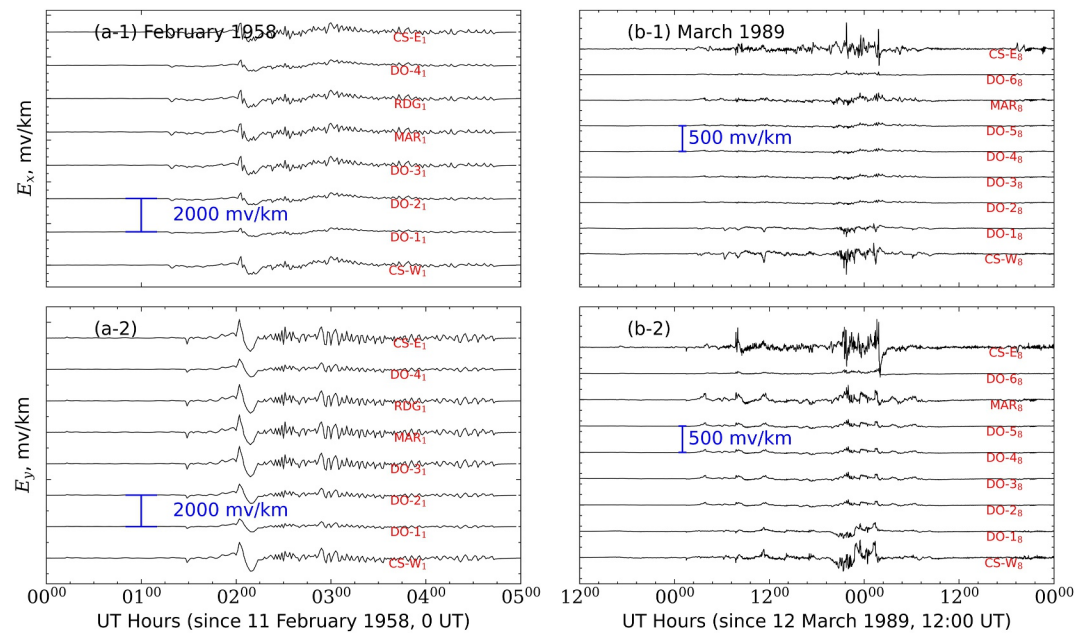 (a-1) February 1958
CS-E₁
DO-4₁
RDG₁
MAR₁
DO-3₁
DO-2₁
2000 mv/km
DO-1₁
CS-W₁
Eₓ, mv/km
(b-1) March 1989
CS-E₈
DO-6₈
MAR₈
DO-5₈
500 mv/km
DO-4₈
DO-3₈
DO-2₈
DO-1₈
CS-W₈
(a-2)
CS-E₁
DO-4₁
RDG₁
MAR₁
DO-3₁
DO-2₁
2000 mv/km
DO-1₁
CS-W₁
E_y, mv/km
00⁰⁰ 01⁰⁰ 02⁰⁰ 03⁰⁰ 04⁰⁰ 05⁰⁰
UT Hours (since 11 February 1958, 0 UT)
(b-2)
CS-E₈
DO-6₈
MAR₈
DO-5₈
500 mv/km
DO-4₈
DO-3₈
DO-2₈
DO-1₈
CS-W₈
12⁰⁰ 00⁰⁰ 12⁰⁰ 00⁰⁰ 12⁰⁰ 00⁰⁰
UT Hours (since 12 March 1989, 12:00 UT)